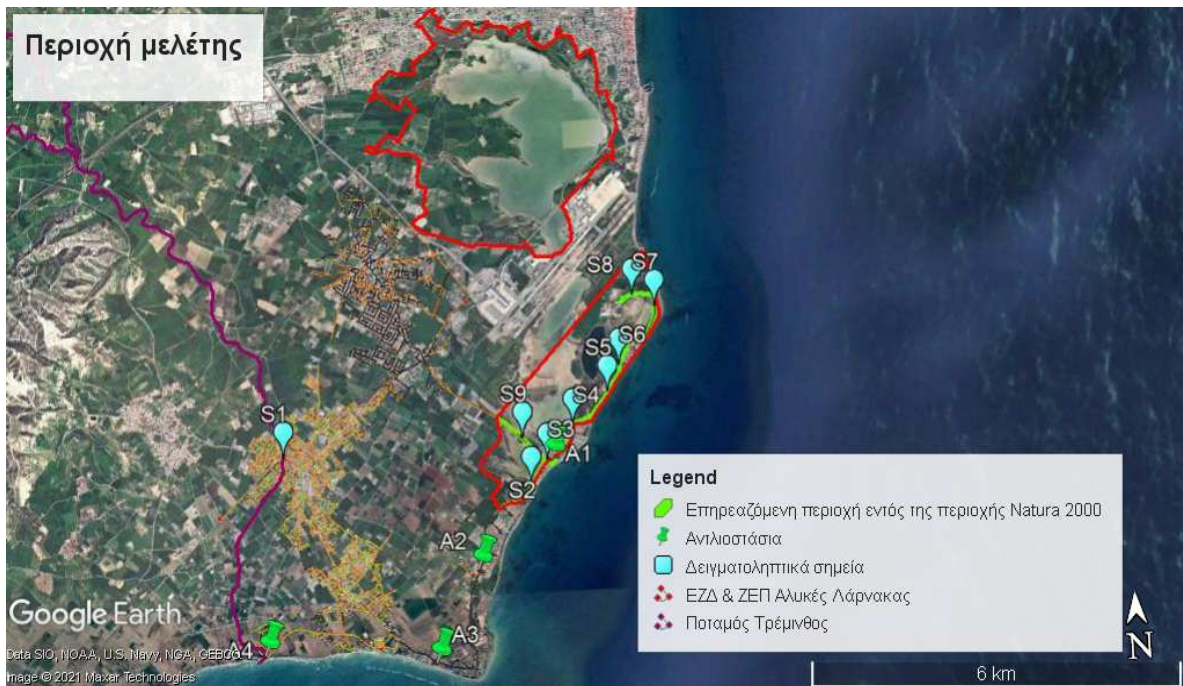 Περιοχή μελέτης
S8
S7
S6
S5
S4
S9
S3
S1
A1
S2
A2
A3
A4
Legend
Επηρεαζόμενη περιοχή εντός της περιοχής Natura 2000
Αντλιοστάσια
Δειγματοληπτικά σημεία
ΕΖΔ & ΖΕΠ Αλυκές Λάρνακας
Ποταμός Τρέμινθος
Google Earth
Data SIO, NOAA, U.S. Navy, NGA, GEBCO
Image © 2021 Maxar Technologies
N
6 km